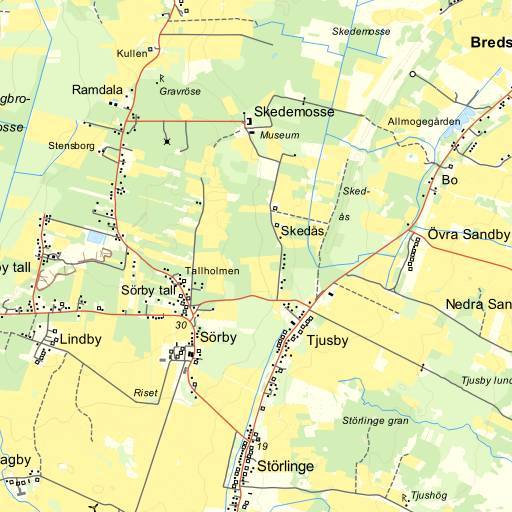 Skedemosse
Breds
Kullen
Ramdala
Gravröse
gbro-
osse
Skedemosse
Museum
Allmogegården
Stensborg
Bo
Sked-
ås
Skedås
Övra Sandby
Tallholmen
y tall
Sörby tall
Nedra San
30
Lindby
Sörby
Tjusby
Tjusby lund
Riset
Störlinge gran
19
agby
Störlinge
Tjushög